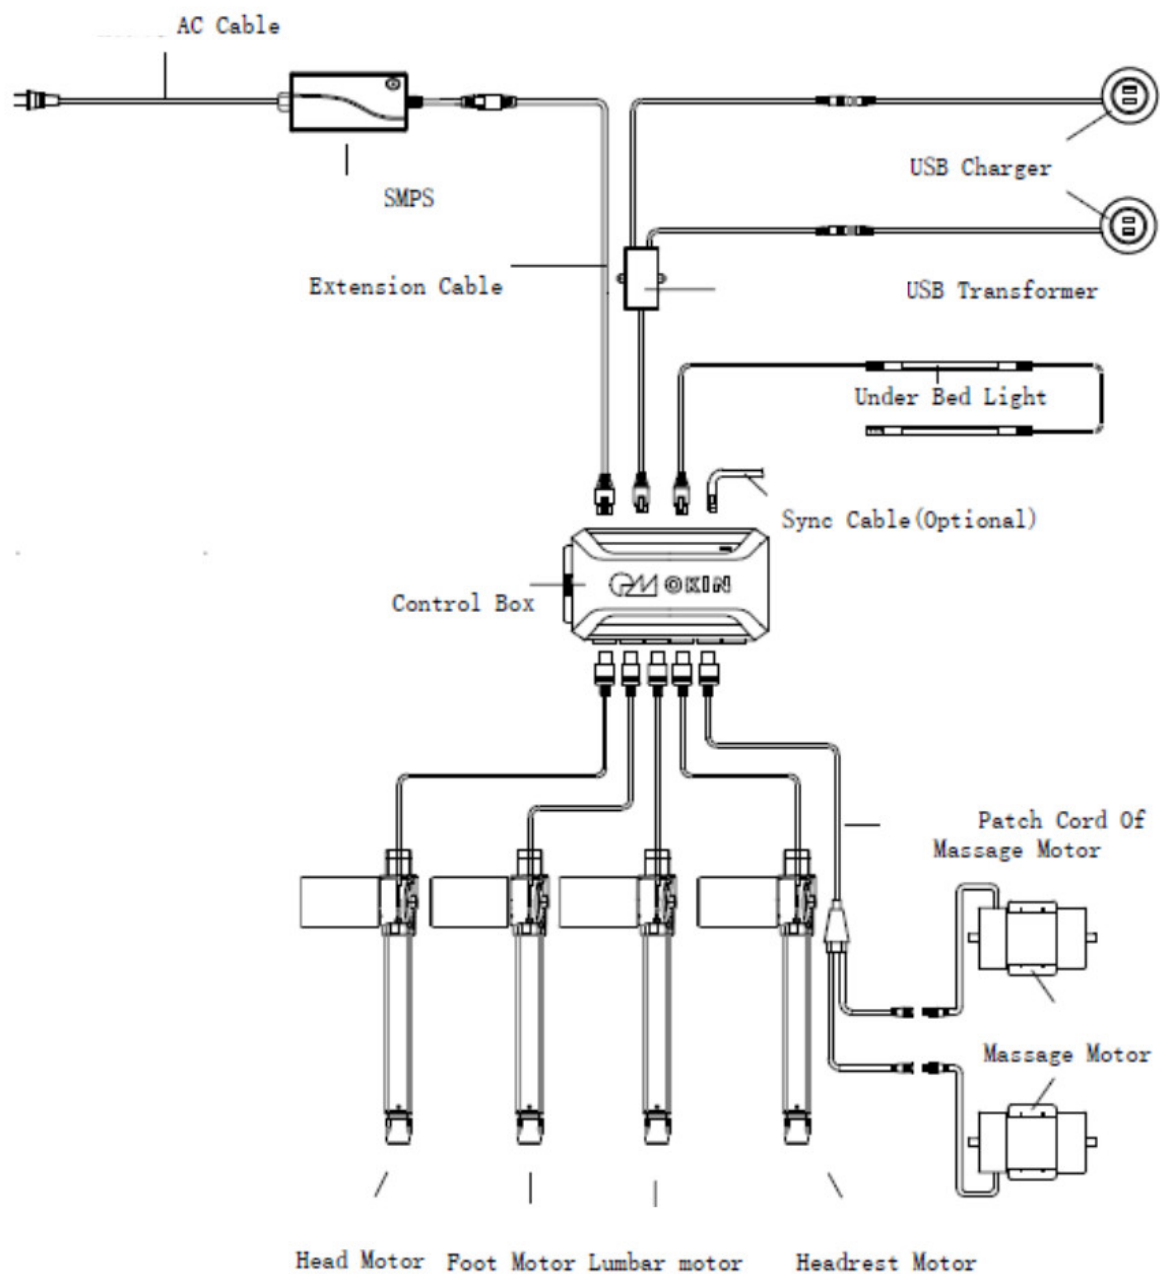 AC Cable
SMPS
USB Charger
Extension Cable
USB Transformer
Under Bed Light
Sync Cable(Optional)
OKIN
Control Box
Patch Cord Of
Massage Motor
Massage Motor
Head Motor
Foot Motor
Lumbar motor
Headrest Motor